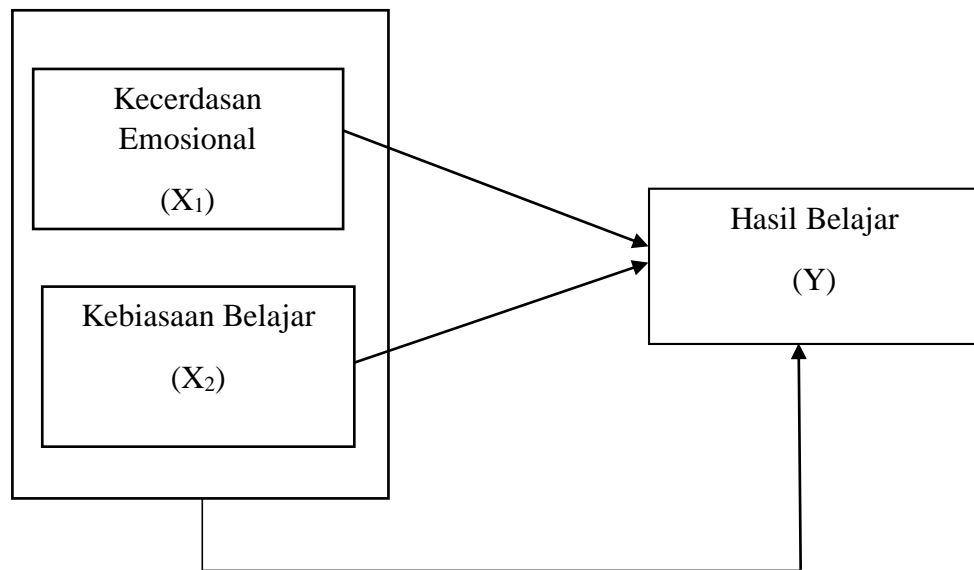 Kecerdasan
Emosional
(X₁)
Kebiasaan Belajar
(X₂)
Hasil Belajar
(Y)